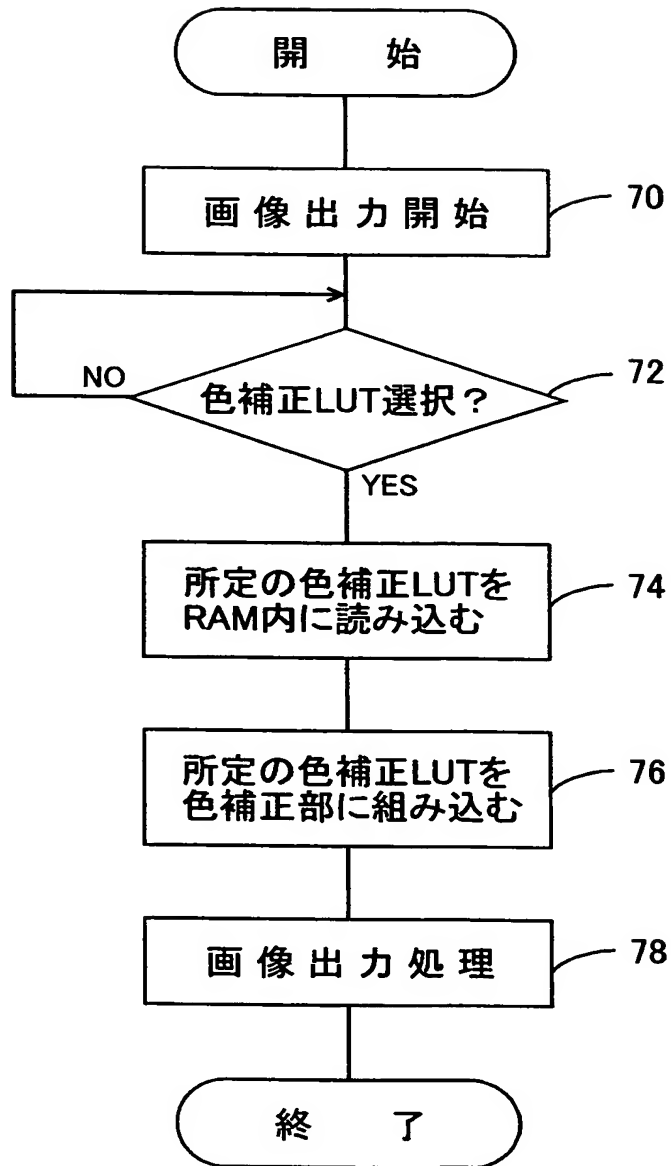 開始
画像出力開始
70
色補正LUT選択？
72
NO
YES
所定の色補正LUTを
RAM内に読み込む
74
所定の色補正LUTを
色補正部に組み込む
76
画像出力処理
78
終了